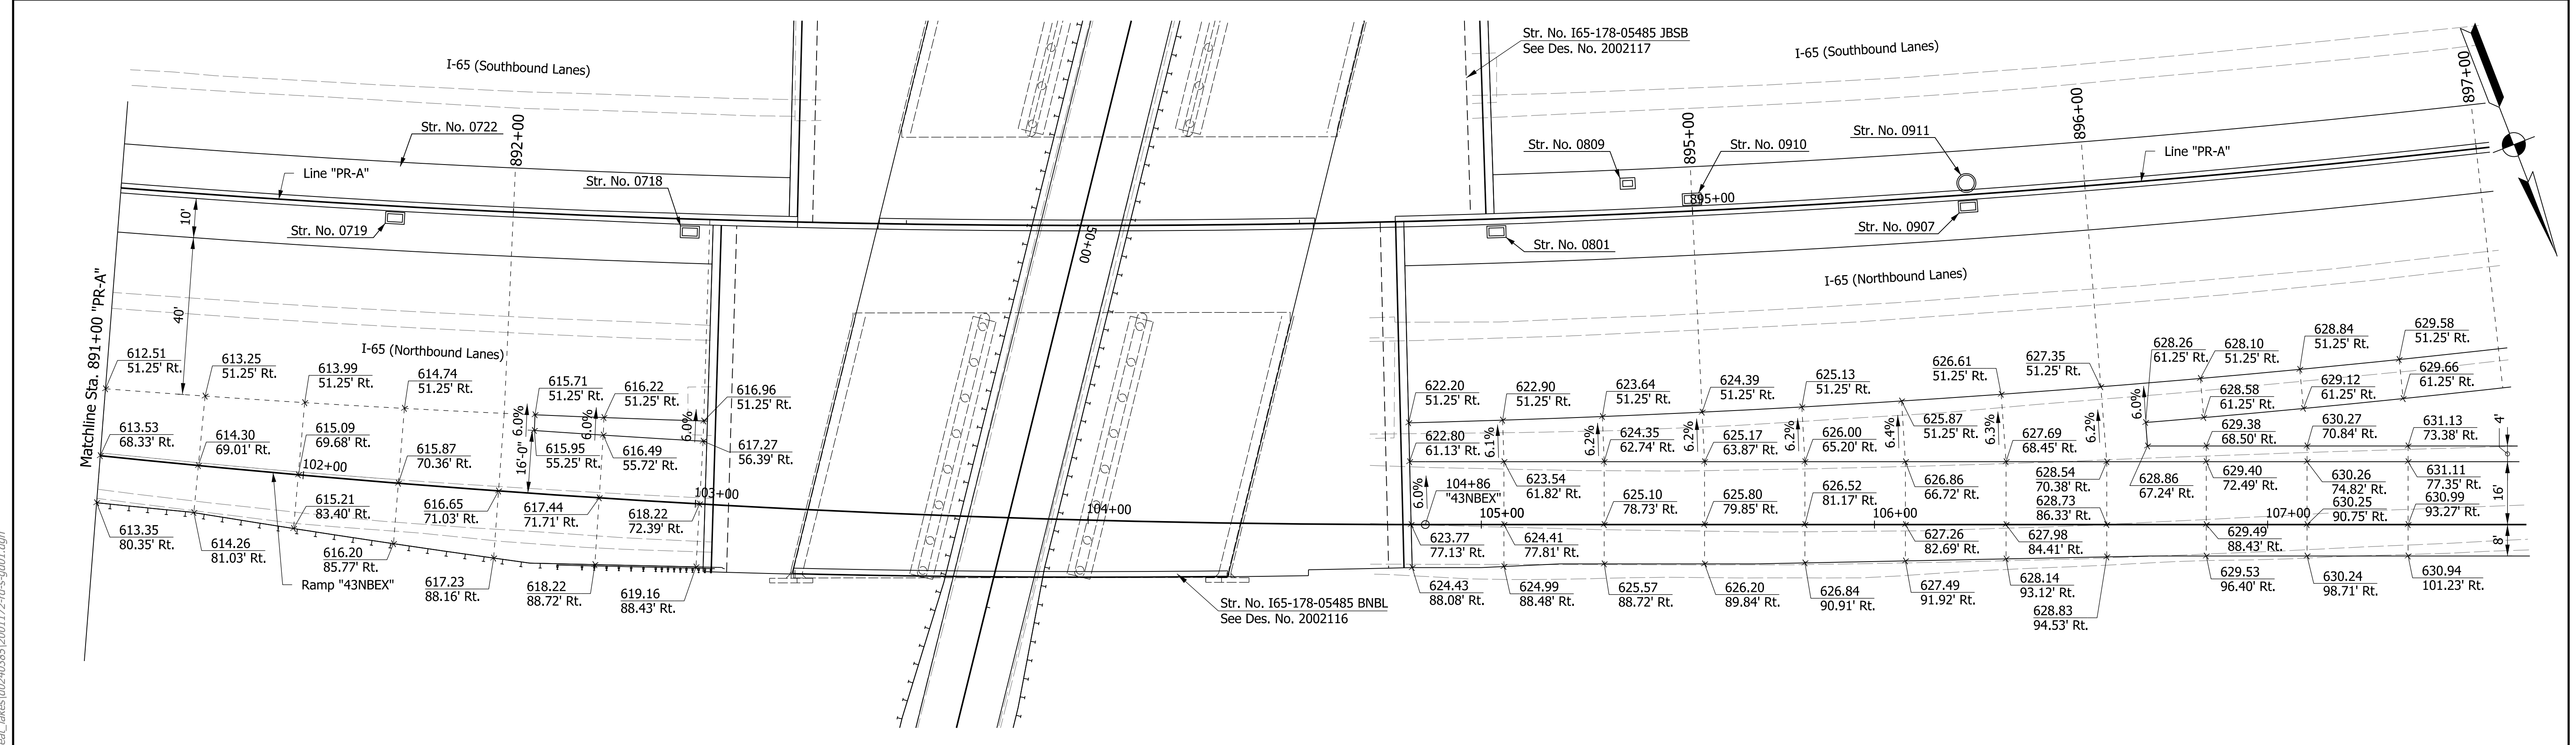 I-65 (Southbound Lanes)
Str. No. I65-178-05485 JBSB
See Des. No. 2002117
I-65 (Southbound Lanes)
897+00
Str. No. 0722
892+00
895+00
896+00
Str. No. 0809
Str. No. 0910
Str. No. 0911
Line "PR-A"
Line "PR-A"
Str. No. 0718
895+00
10'
Str. No. 0719
50+00
Str. No. 0801
Str. No. 0907
Matchline Sta. 891+00 "PR-A"
40'
I-65 (Northbound Lanes)
I-65 (Northbound Lanes)
612.51
51.25' Rt.
613.25
51.25' Rt.
613.99
51.25' Rt.
614.74
51.25' Rt.
615.71
51.25' Rt.
616.22
51.25' Rt.
616.96
51.25' Rt.
6.0%
6.0%
6.0%
16'-0"
613.53
68.33' Rt.
614.30
69.01' Rt.
615.09
69.68' Rt.
615.87
70.36' Rt.
615.95
55.25' Rt.
616.49
55.72' Rt.
617.27
56.39' Rt.
102+00
103+00
104+00
616.65
71.03' Rt.
617.44
71.71' Rt.
618.22
72.39' Rt.
613.35
80.35' Rt.
614.26
81.03' Rt.
615.21
83.40' Rt.
616.20
85.77' Rt.
617.23
88.16' Rt.
618.22
88.72' Rt.
619.16
88.43' Rt.
Ramp "43NBEX"
Str. No. I65-178-05485 BNBL
See Des. No. 2002116
622.20
51.25' Rt.
622.90
51.25' Rt.
623.64
51.25' Rt.
624.39
51.25' Rt.
625.13
51.25' Rt.
625.87
51.25' Rt.
626.61
51.25' Rt.
627.35
51.25' Rt.
628.26
61.25' Rt.
628.10
51.25' Rt.
628.84
51.25' Rt.
629.58
51.25' Rt.
628.58
61.25' Rt.
629.12
61.25' Rt.
629.66
61.25' Rt.
6.0%
6.1%
6.2%
6.2%
6.2%
6.4%
6.3%
6.2%
6.0%
622.80
61.13' Rt.
623.54
61.82' Rt.
624.35
62.74' Rt.
625.17
63.87' Rt.
626.00
65.20' Rt.
626.86
66.72' Rt.
627.69
68.45' Rt.
628.54
70.38' Rt.
628.86
67.24' Rt.
629.38
68.50' Rt.
630.27
70.84' Rt.
631.13
73.38' Rt.
629.40
72.49' Rt.
630.26
74.82' Rt.
631.11
77.35' Rt.
4'
16'
8'
104+86
"43NBEX"
105+00
106+00
107+00
623.77
77.13' Rt.
624.41
77.81' Rt.
625.10
78.73' Rt.
625.80
79.85' Rt.
626.52
81.17' Rt.
627.26
82.69' Rt.
627.98
84.41' Rt.
628.73
86.33' Rt.
629.49
88.43' Rt.
630.25
90.75' Rt.
630.99
93.27' Rt.
624.43
88.08' Rt.
624.99
88.48' Rt.
625.57
88.72' Rt.
626.20
89.84' Rt.
626.84
90.91' Rt.
627.49
91.92' Rt.
628.14
93.12' Rt.
628.83
94.53' Rt.
629.53
96.40' Rt.
630.24
98.71' Rt.
630.94
101.23' Rt.